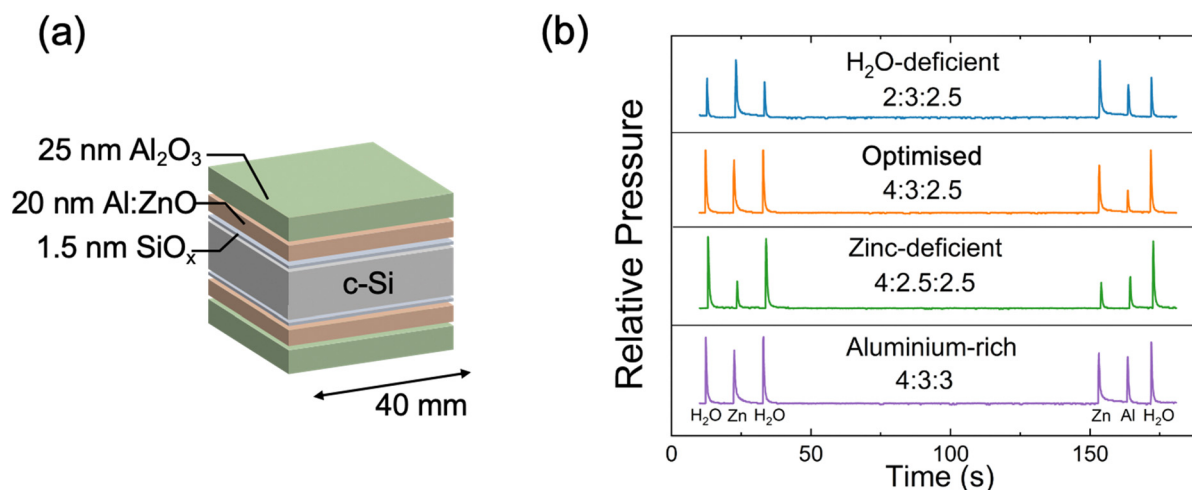 (a)
25 nm Al₂O₃
20 nm Al:ZnO
1.5 nm SiOₓ
c-Si
40 mm
(b)
Relative Pressure
H₂O-deficient
2:3:2.5
Optimised
4:3:2.5
Zinc-deficient
4:2.5:2.5
Aluminium-rich
4:3:3
H₂O Zn H₂O Zn Al H₂O
0 50 100 150
Time (s)